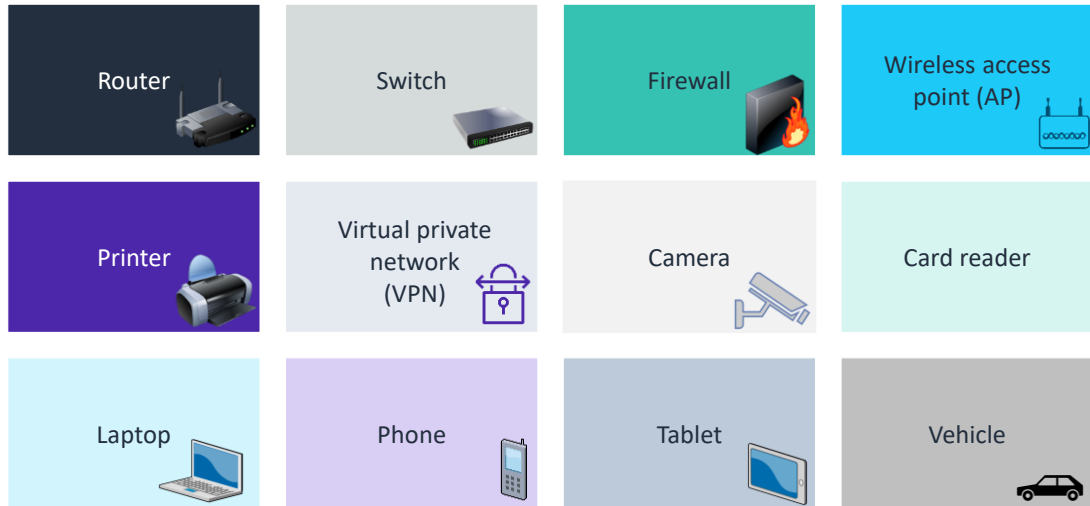 Router
Switch
Firewall
Wireless access
point (AP)
Printer
Virtual private
network
(VPN)
Camera
Card reader
Laptop
Phone
Tablet
Vehicle